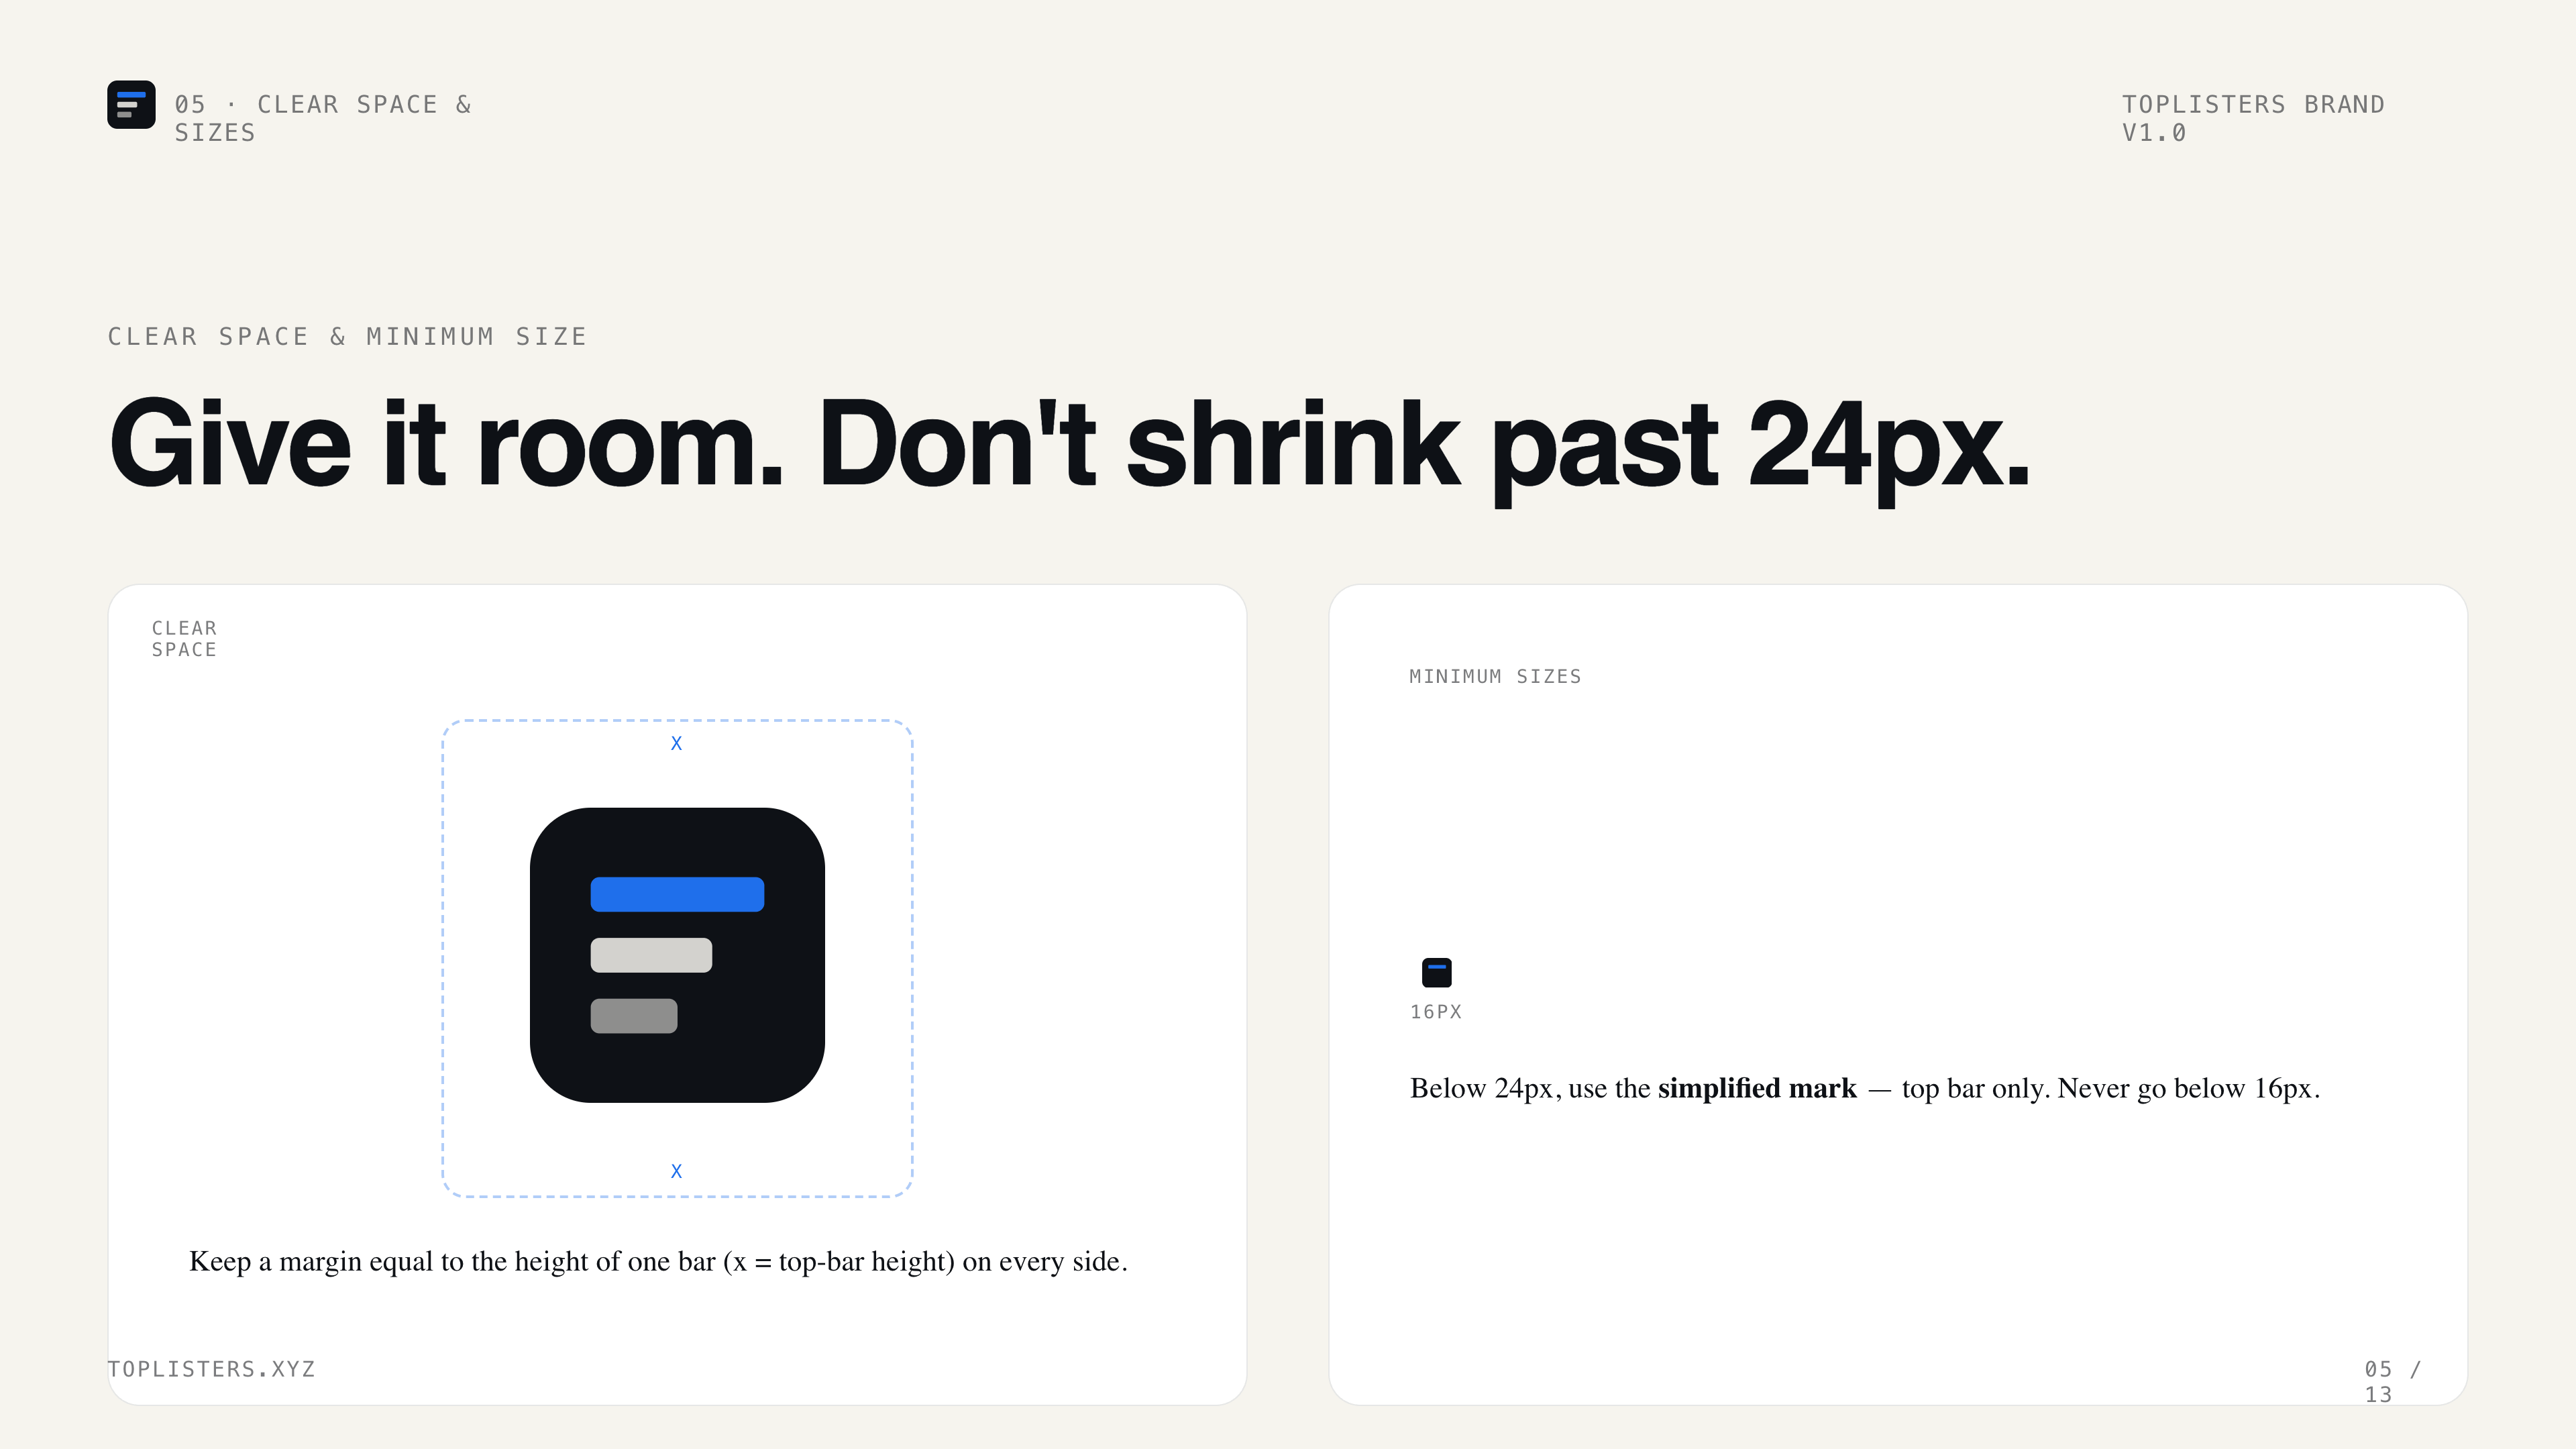 05 · CLEAR SPACE &
SIZES
TOPLISTERS BRAND
V1.0
CLEAR SPACE & MINIMUM SIZE
Give it room. Don't shrink past 24px.
CLEAR
SPACE
X
X
Keep a margin equal to the height of one bar (x = top-bar height) on every side.
MINIMUM SIZES
16PX
Below 24px, use the simplified mark — top bar only. Never go below 16px.
TOPLISTERS.XYZ
05 /
13